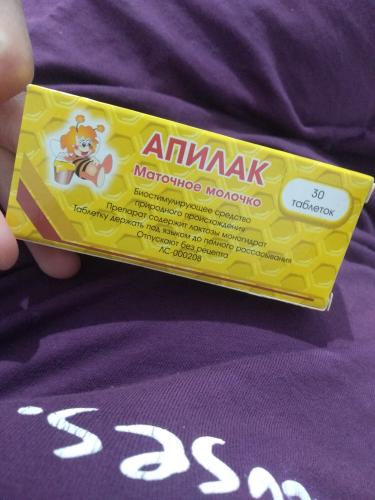 АПИЛАК
Маточное молочко
Биостимулирующее средство
природного происхождения
Препарат содержит лактозы моногидрат
Таблетку держать под языком до полного рассасывания
Отпускают без рецепта
ЛС-000208
30
таблеток